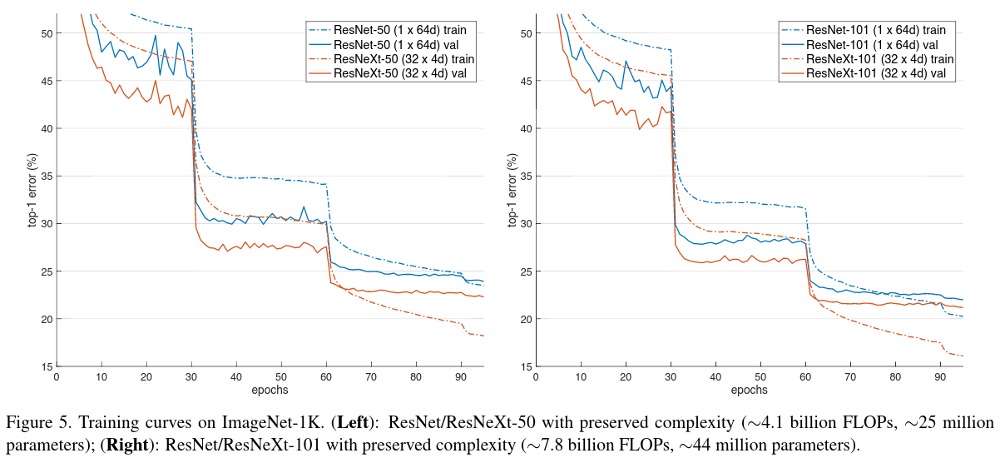 50
45
40
35
30
25
20
15
top-1 error (%)
0 10 20 30 40 50 60 70 80 90
epochs
ResNet-50 (1 x 64d) train
ResNet-50 (1 x 64d) val
ResNeXt-50 (32 x 4d) train
ResNeXt-50 (32 x 4d) val
50
45
40
35
30
25
20
15
top-1 error (%)
0 10 20 30 40 50 60 70 80 90
epochs
ResNet-101 (1 x 64d) train
ResNet-101 (1 x 64d) val
ResNeXt-101 (32 x 4d) train
ResNeXt-101 (32 x 4d) val
Figure 5. Training curves on ImageNet-1K. (Left): ResNet/ResNeXt-50 with preserved complexity (∼4.1 billion FLOPs, ∼25 million
parameters); (Right): ResNet/ResNeXt-101 with preserved complexity (∼7.8 billion FLOPs, ∼44 million parameters).